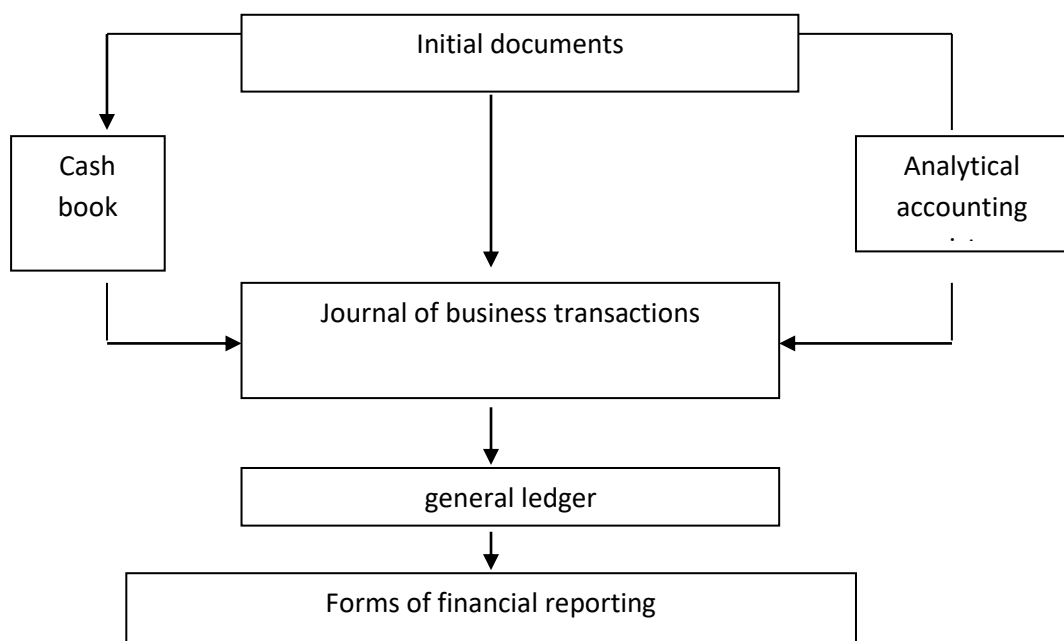 Initial documents
Cash
book
Analytical
accounting
Journal of business transactions
general ledger
Forms of financial reporting